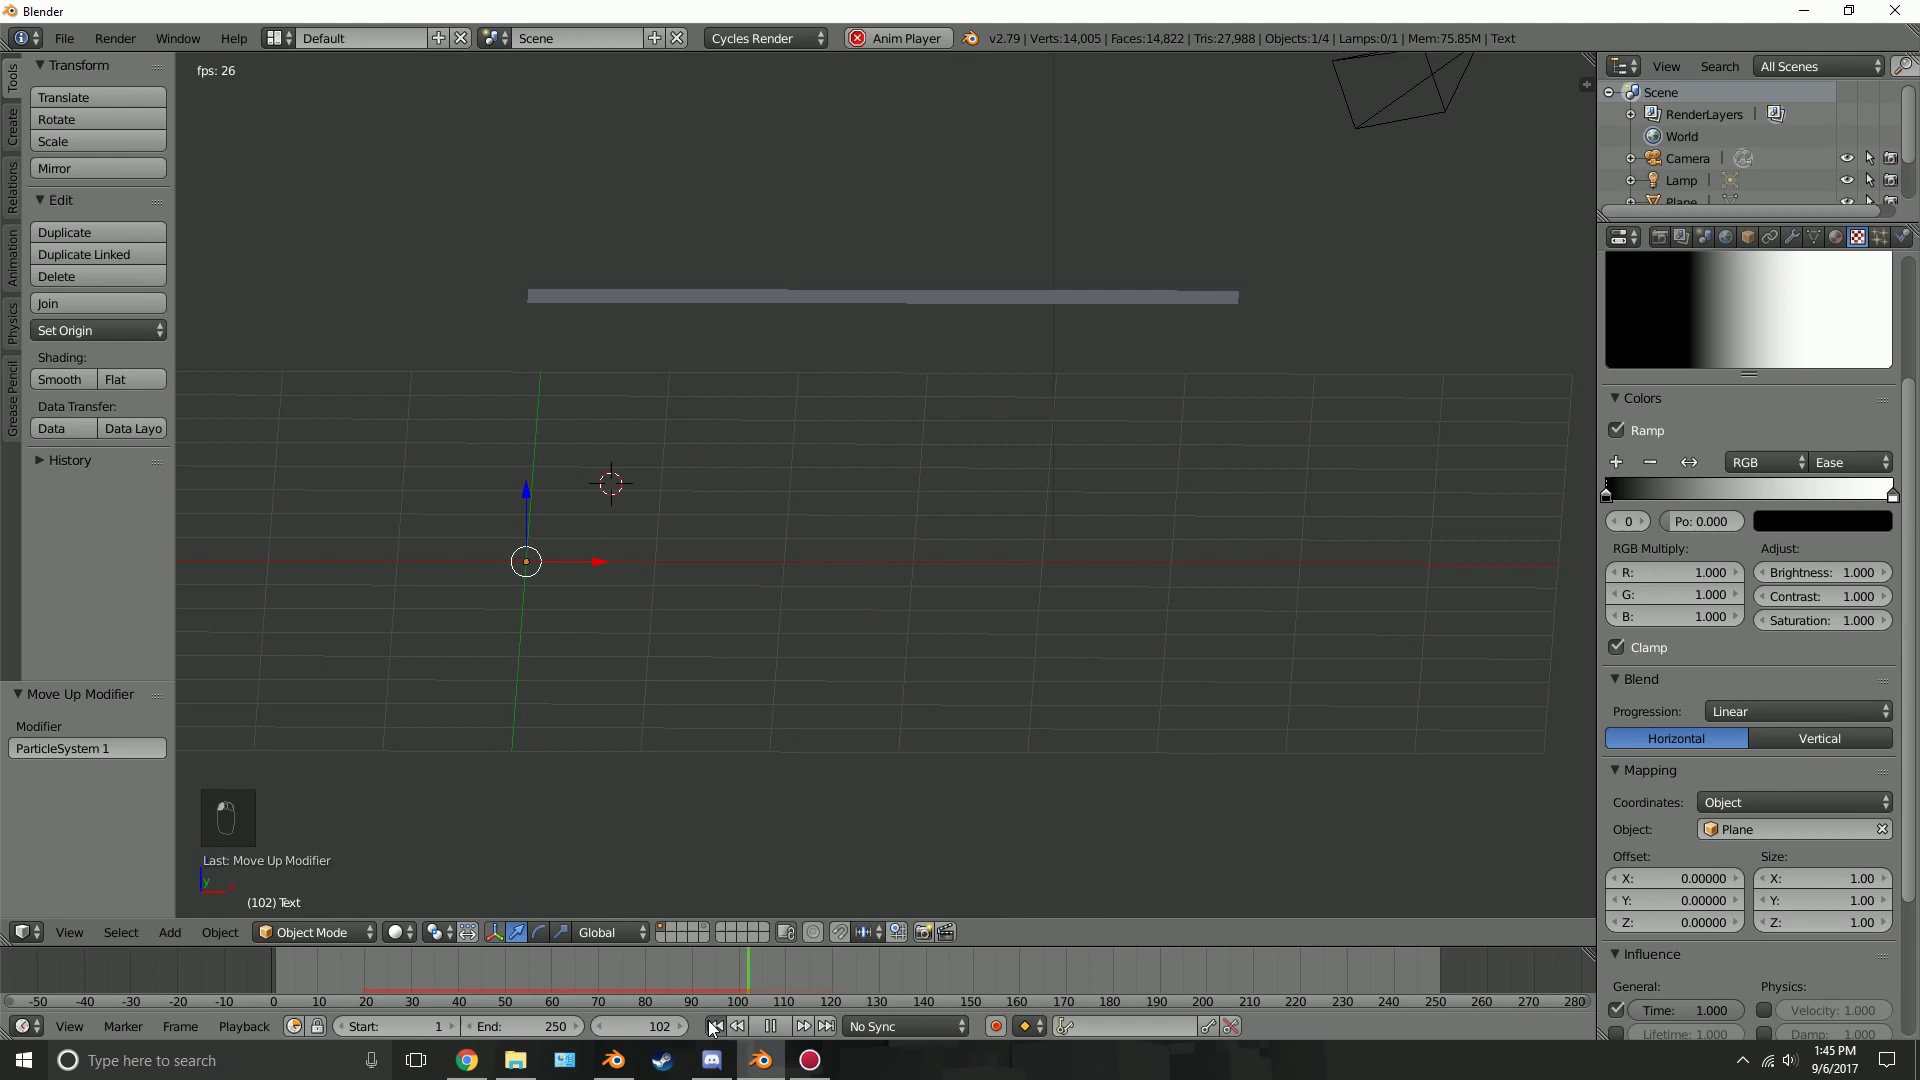 Blender
File Render Window Help Default Scene Cycles Render Anim Player v2.79 | Verts:14,005 | Faces:14,822 | Tris:27,988 | Objects:1/4 | Lamps:0/1 | Mem:75.85M | Text
Tools
Create
Relations
Animation
Physics
Grease Pencil
Transform
Translate
Rotate
Scale
Mirror
Edit
Duplicate
Duplicate Linked
Delete
Join
Set Origin
Shading:
Smooth Flat
Data Transfer:
Data Data Layo
History
Move Up Modifier
Modifier
ParticleSystem 1
fps: 26
Last: Move Up Modifier
y
(102) Text
View Select Add Object Object Mode Global
-50 -40 -30 -20 -10 0 10 20 30 40 50 60 70 80 90 100 110 120 130 140 150 160 170 180 190 200 210 220 230 240 250 260 270 280
View Marker Frame Playback Start: 1 End: 250 102 No Sync
View Search All Scenes
Scene
RenderLayers
World
Camera
Lamp
Plane
Colors
Ramp
RGB Ease
0 Po: 0.000
RGB Multiply: Adjust:
R: 1.000 Brightness: 1.000
G: 1.000 Contrast: 1.000
B: 1.000 Saturation: 1.000
Clamp
Blend
Progression: Linear
Horizontal Vertical
Mapping
Coordinates: Object
Object: Plane
Offset: Size:
X: 0.00000 X: 1.00
Y: 0.00000 Y: 1.00
Z: 0.00000 Z: 1.00
Influence
General: Physics:
Time: 1.000 Velocity: 1.000
Lifetime: 1.000 Damp: 1.000
Type here to search
1:45 PM
9/6/2017